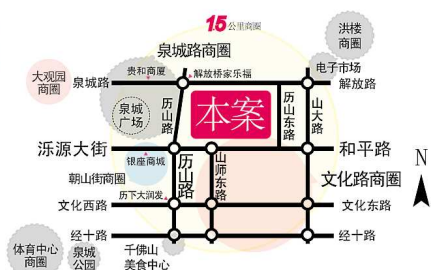 15公里商圈
洪楼
商圈
泉城路商圈
贵和商厦
解放桥家乐福
电子市场
大观园
商圈
泉城路
解放路
泉城
广场
历山路
本案
历山东路
山大路
泺源大街
和平路
银座商城
历山路
山师东路
N
朝山街商圈
文化路商圈
历下大润发
文化西路
文化东路
经十路
经十路
体育中心
商圈
泉城
公园
千佛山
美食中心